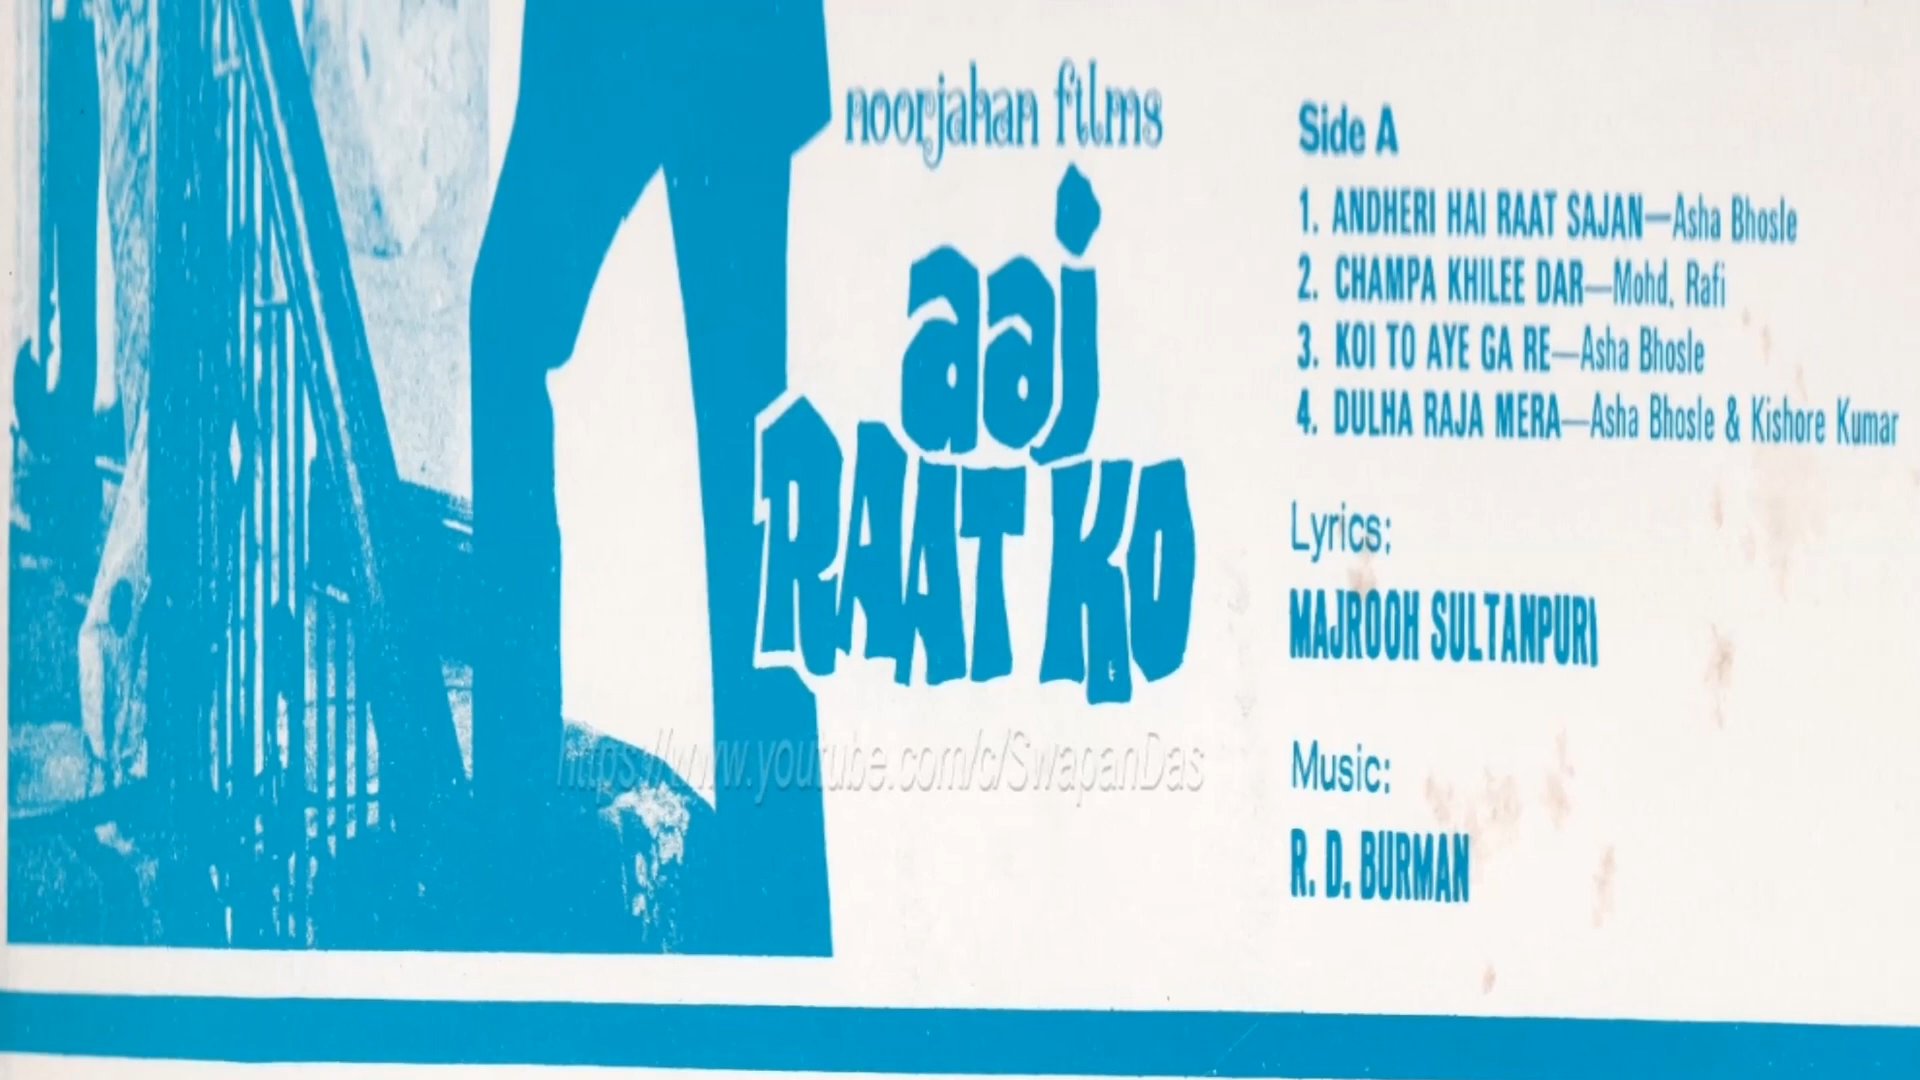 noorjahan films
aaj
RAAT KO
Side A
1. ANDHERI HAI RAAT SAJAN—Asha Bhosle
2. CHAMPA KHILEE DAR—Mohd. Rafi
3. KOI TO AYE GA RE—Asha Bhosle
4. DULHA RAJA MERA—Asha Bhosle & Kishore Kumar
Lyrics:
MAJROOH SULTANPURI
Music:
R. D. BURMAN
https://www.youtube.com/c/SwapanDas